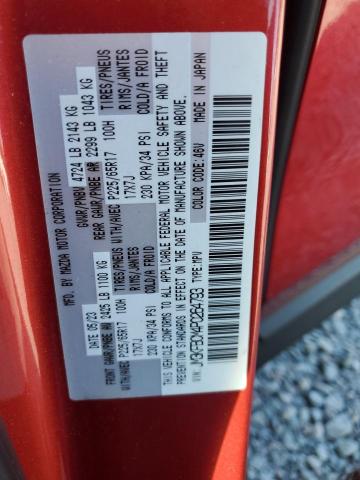 MFD. BY MAZDA MOTOR CORPORATION
DATE: 05/23 GVWR/PNBV 4724 LB 2143 KG
FRONT GAWR/PNBE AV 2425 LB 1100 KG REAR GAWR/PNBE AR 2299 LB 1043 KG
WITH/AVEC P225/65R17 100H TIRES/PNEUS WITH/AVEC P225/65R17 100H TIRES/PNEUS
17X7J RIMS/JANTES 17X7J RIMS/JANTES
230 KPA/34 PSI COLD/A FROID 230 KPA/34 PSI COLD/A FROID
THIS VEHICLE CONFORMS TO ALL APPLICABLE FEDERAL MOTOR VEHICLE SAFETY AND THEFT
PREVENTION STANDARDS IN EFFECT ON THE DATE OF MANUFACTURE SHOWN ABOVE.
MADE IN JAPAN
VIN: JM3KFBCM4P0264793 TYPE:MPV COLOR CODE:46V